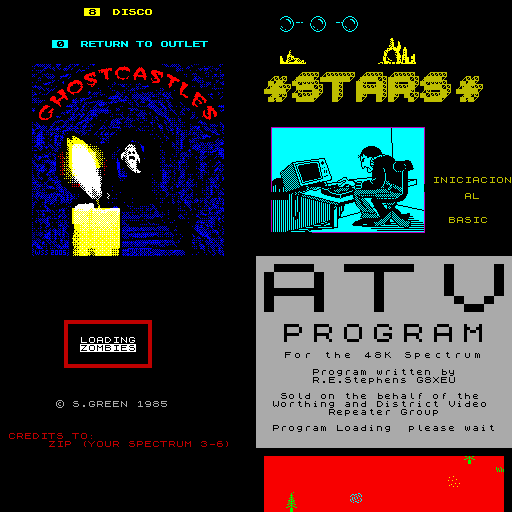 8 DISCO
0 RETURN TO OUTLET
GHOSTCASTLES
#STARS#
INICIACION
AL
BASIC
ATV
PROGRAM
For the 48K Spectrum
Program written by
R.E.Stephens G8XEU
Sold on the behalf of the
Worthing and District Video
Repeater Group
Program Loading please wait
LOADING
ZOMBIES
© S.GREEN 1985
CREDITS TO:
ZIP (YOUR SPECTRUM 3-6)